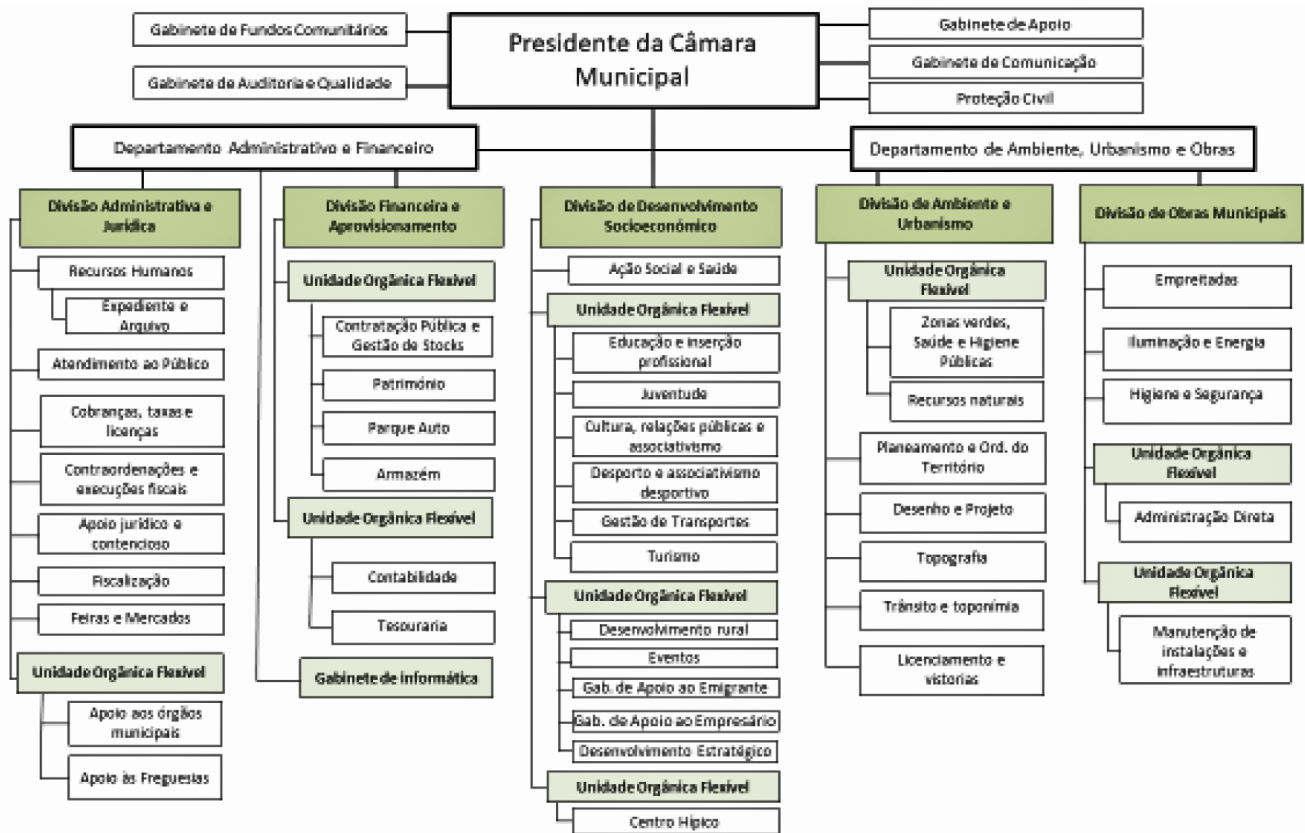 Gabinete de Fundos Comunitários
Gabinete de Auditoria e Qualidade
Presidente da Câmara
Municipal
Gabinete de Apoio
Gabinete de Comunicação
Proteção Civil
Departamento Administrativo e Financeiro
Departamento de Ambiente, Urbanismo e Obras
Divisão Administrativa e
Jurídica
Recursos Humanos
Expediente e
Arquivo
Atendimento ao Público
Cobranças, taxas e
licenças
Contraordenações e
execuções fiscais
Apoio jurídico e
contencioso
Fiscalização
Feiras e Mercados
Unidade Orgânica Flexível
Apoio aos órgãos
municipais
Apoio às Freguesias
Divisão Financeira e
Aprovisionamento
Unidade Orgânica Flexível
Contratação Pública e
Gestão de Stocks
Património
Parque Auto
Armazém
Unidade Orgânica Flexível
Contabilidade
Tesouraria
Gabinete de informática
Divisão de Desenvolvimento
Socioeconómico
Ação Social e Saúde
Unidade Orgânica Flexível
Educação e inserção
profissional
Juventude
Cultura, relações públicas e
associativismo
Desporto e associativismo
desportivo
Gestão de Transportes
Turismo
Unidade Orgânica Flexível
Desenvolvimento rural
Eventos
Gab. de Apoio ao Emigrante
Gab. de Apoio ao Empresário
Desenvolvimento Estratégico
Unidade Orgânica Flexível
Centro Hípico
Divisão de Ambiente e
Urbanismo
Unidade Orgânica
Flexível
Zonas verdes,
Saúde e Higiene
Públicas
Recursos naturais
Planeamento e Ord. do
Território
Desenho e Projeto
Topografia
Trânsito e toponímia
Licenciamento e
vistorias
Divisão de Obras Municipais
Empreitadas
Iluminação e Energia
Higiene e Segurança
Unidade Orgânica
Flexível
Administração Direta
Unidade Orgânica
Flexível
Manutenção de
instalações e
infraestruturas